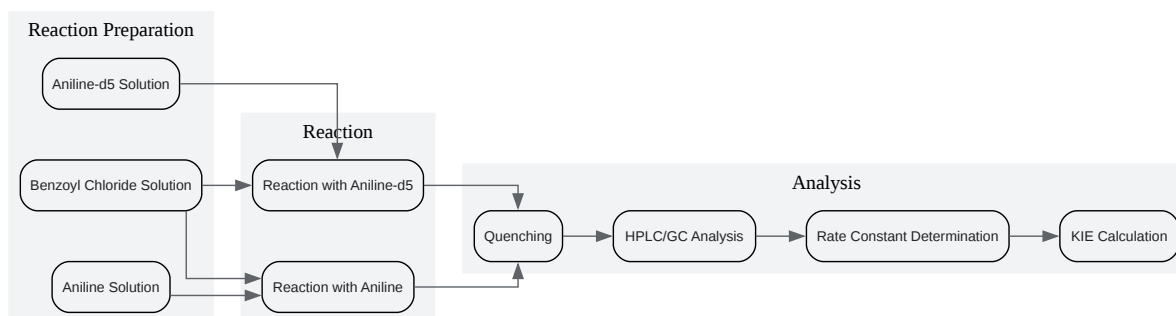 Reaction Preparation
Aniline-d5 Solution
Reaction
Benzoyl Chloride Solution
Reaction with Aniline-d5
Analysis
Quenching
HPLC/GC Analysis
Rate Constant Determination
KIE Calculation
Aniline Solution
Reaction with Aniline